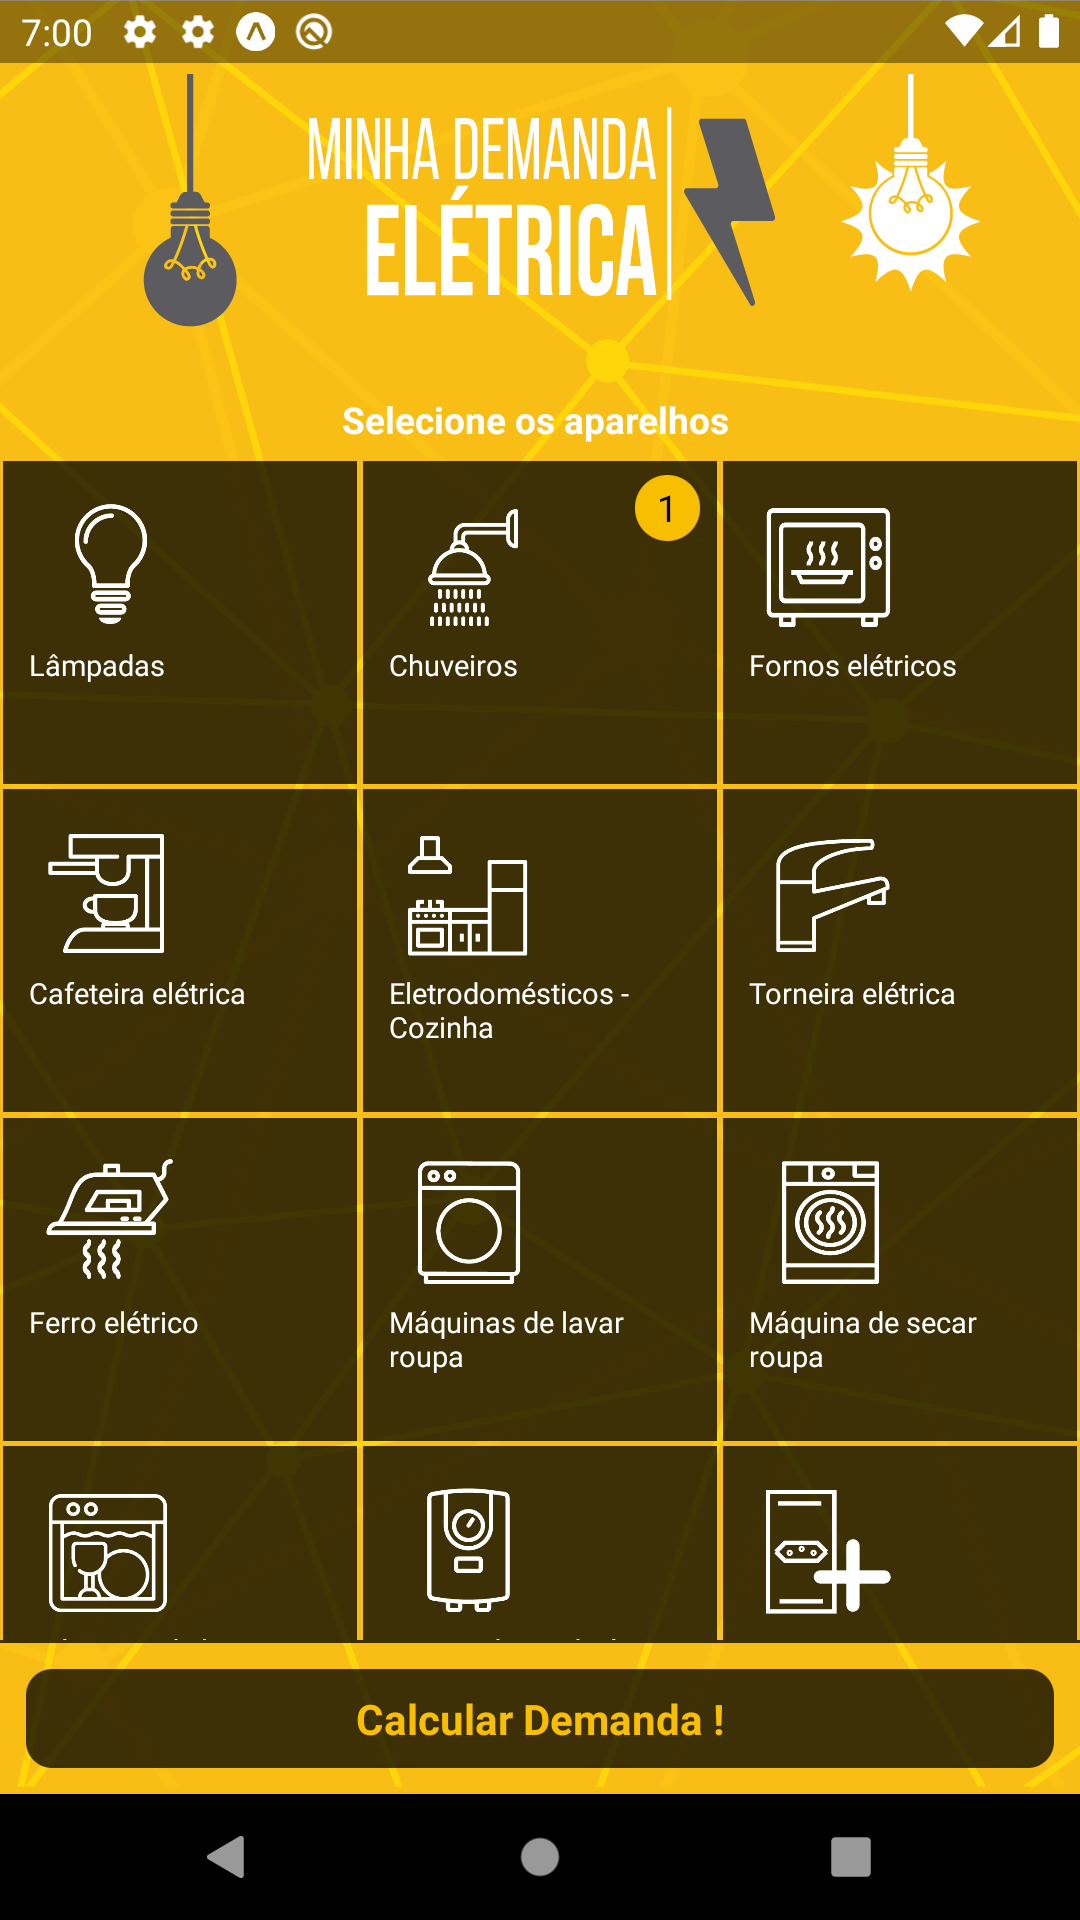 7:00
MINHA DEMANDA
ELÉTRICA
Selecione os aparelhos
1
Lâmpadas
Chuveiros
Fornos elétricos
Cafeteira elétrica
Eletrodomésticos -
Cozinha
Torneira elétrica
Ferro elétrico
Máquinas de lavar
roupa
Máquina de secar
roupa
Calcular Demanda !